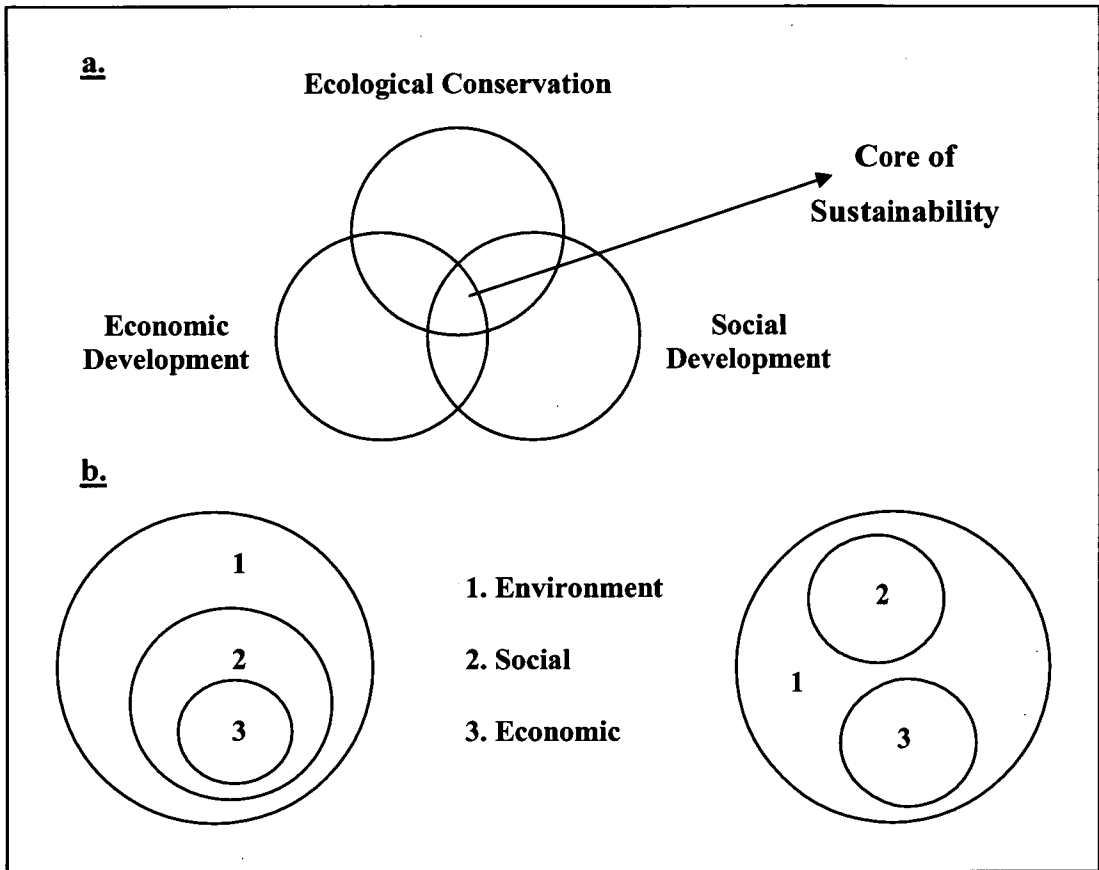 a.
Ecological Conservation
Core of
Sustainability
Economic
Development
Social
Development
b.
1
2
3
1. Environment
2. Social
3. Economic
2
1
3